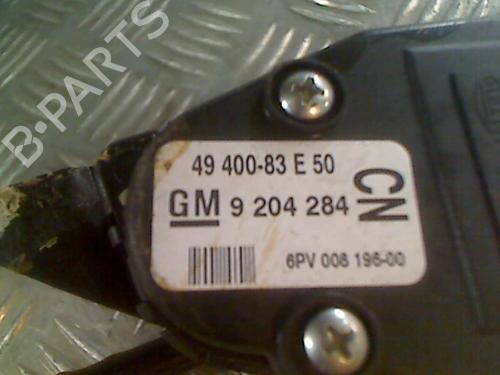 B-PARTS
49 400-83 E 50
GM 9 204 284
CN
6PV 008 196-00